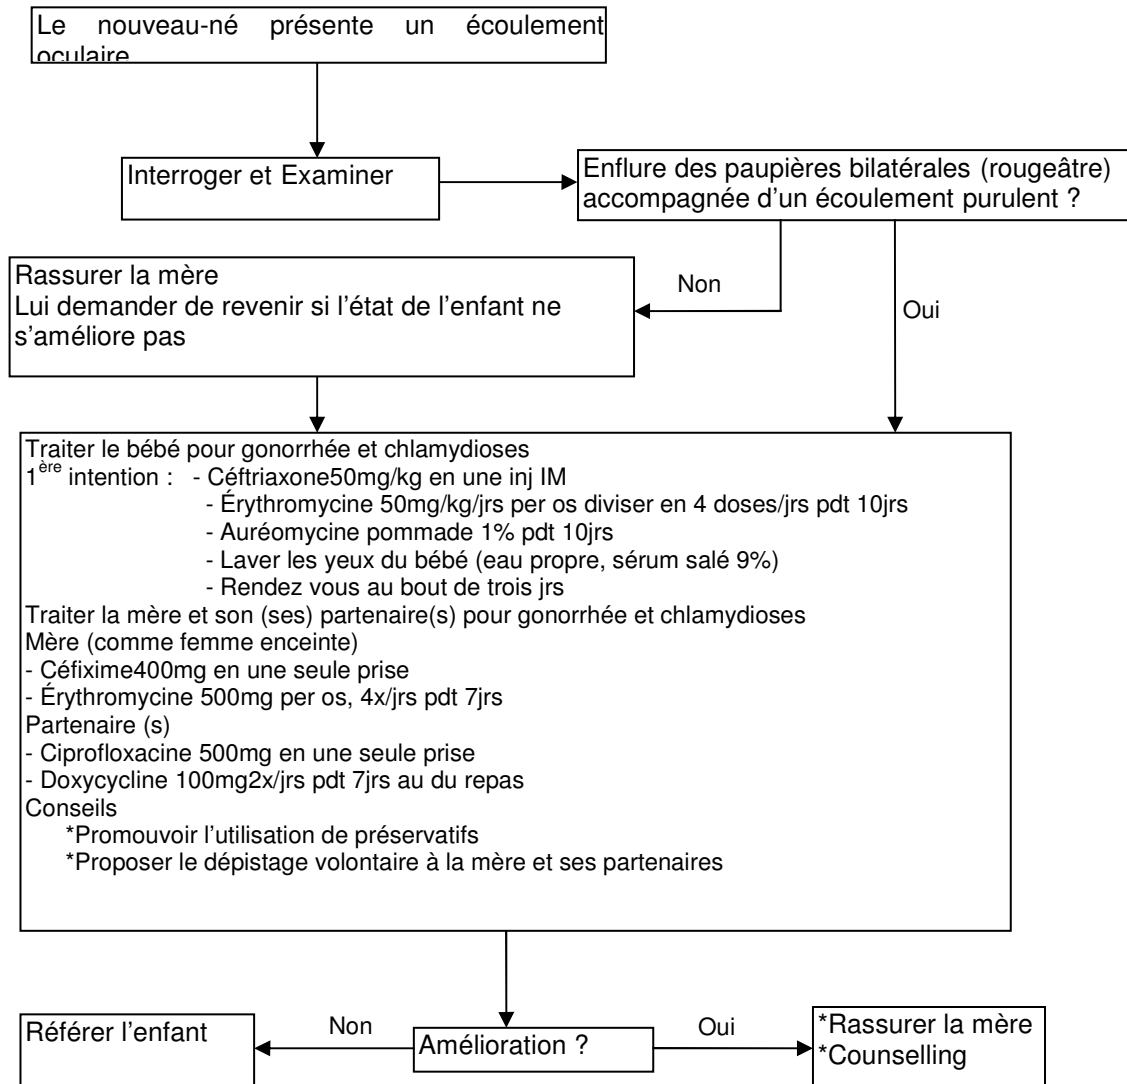 Le nouveau-né présente un écoulement
oculaire
Interroger et Examiner
Enflure des paupières bilatérales (rougeâtre)
accompagnée d'un écoulement purulent ?
Non
Oui
Rassurer la mère
Lui demander de revenir si l'état de l'enfant ne
s'améliore pas
Traiter le bébé pour gonorrhée et chlamydioses
1ère intention : - Céftriaxone50mg/kg en une inj IM
- Érythromycine 50mg/kg/jrs per os diviser en 4 doses/jrs pdt 10jrs
- Auréomycine pommade 1% pdt 10jrs
- Laver les yeux du bébé (eau propre, sérum salé 9%)
- Rendez vous au bout de trois jrs
Traiter la mère et son (ses) partenaire(s) pour gonorrhée et chlamydioses
Mère (comme femme enceinte)
- Céfixime400mg en une seule prise
- Érythromycine 500mg per os, 4x/jrs pdt 7jrs
Partenaire (s)
- Ciprofloxacine 500mg en une seule prise
- Doxycycline 100mg2x/jrs pdt 7jrs au du repas
Conseils
*Promouvoir l'utilisation de préservatifs
*Proposer le dépistage volontaire à la mère et ses partenaires
Référer l'enfant
Non
Amélioration ?
Oui
*Rassurer la mère
*Counselling